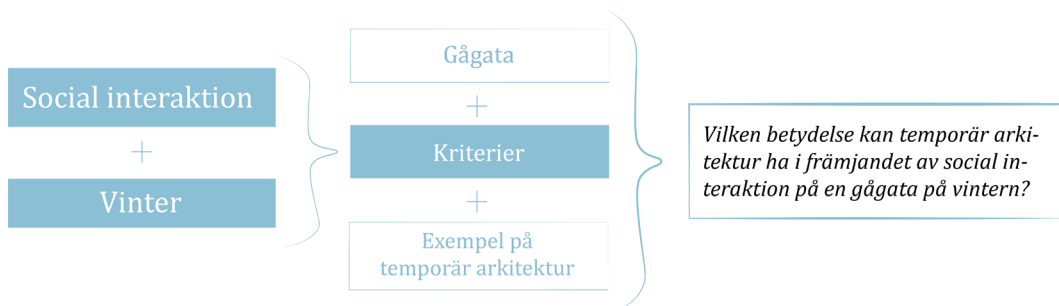 Social interaktion
+
Vinter
Gågata
+
Kriterier
+
Exempel på
temporär arkitektur
Vilken betydelse kan temporär arki-
tektur ha i främjandet av social in-
teraktion på en gågata på vintern?